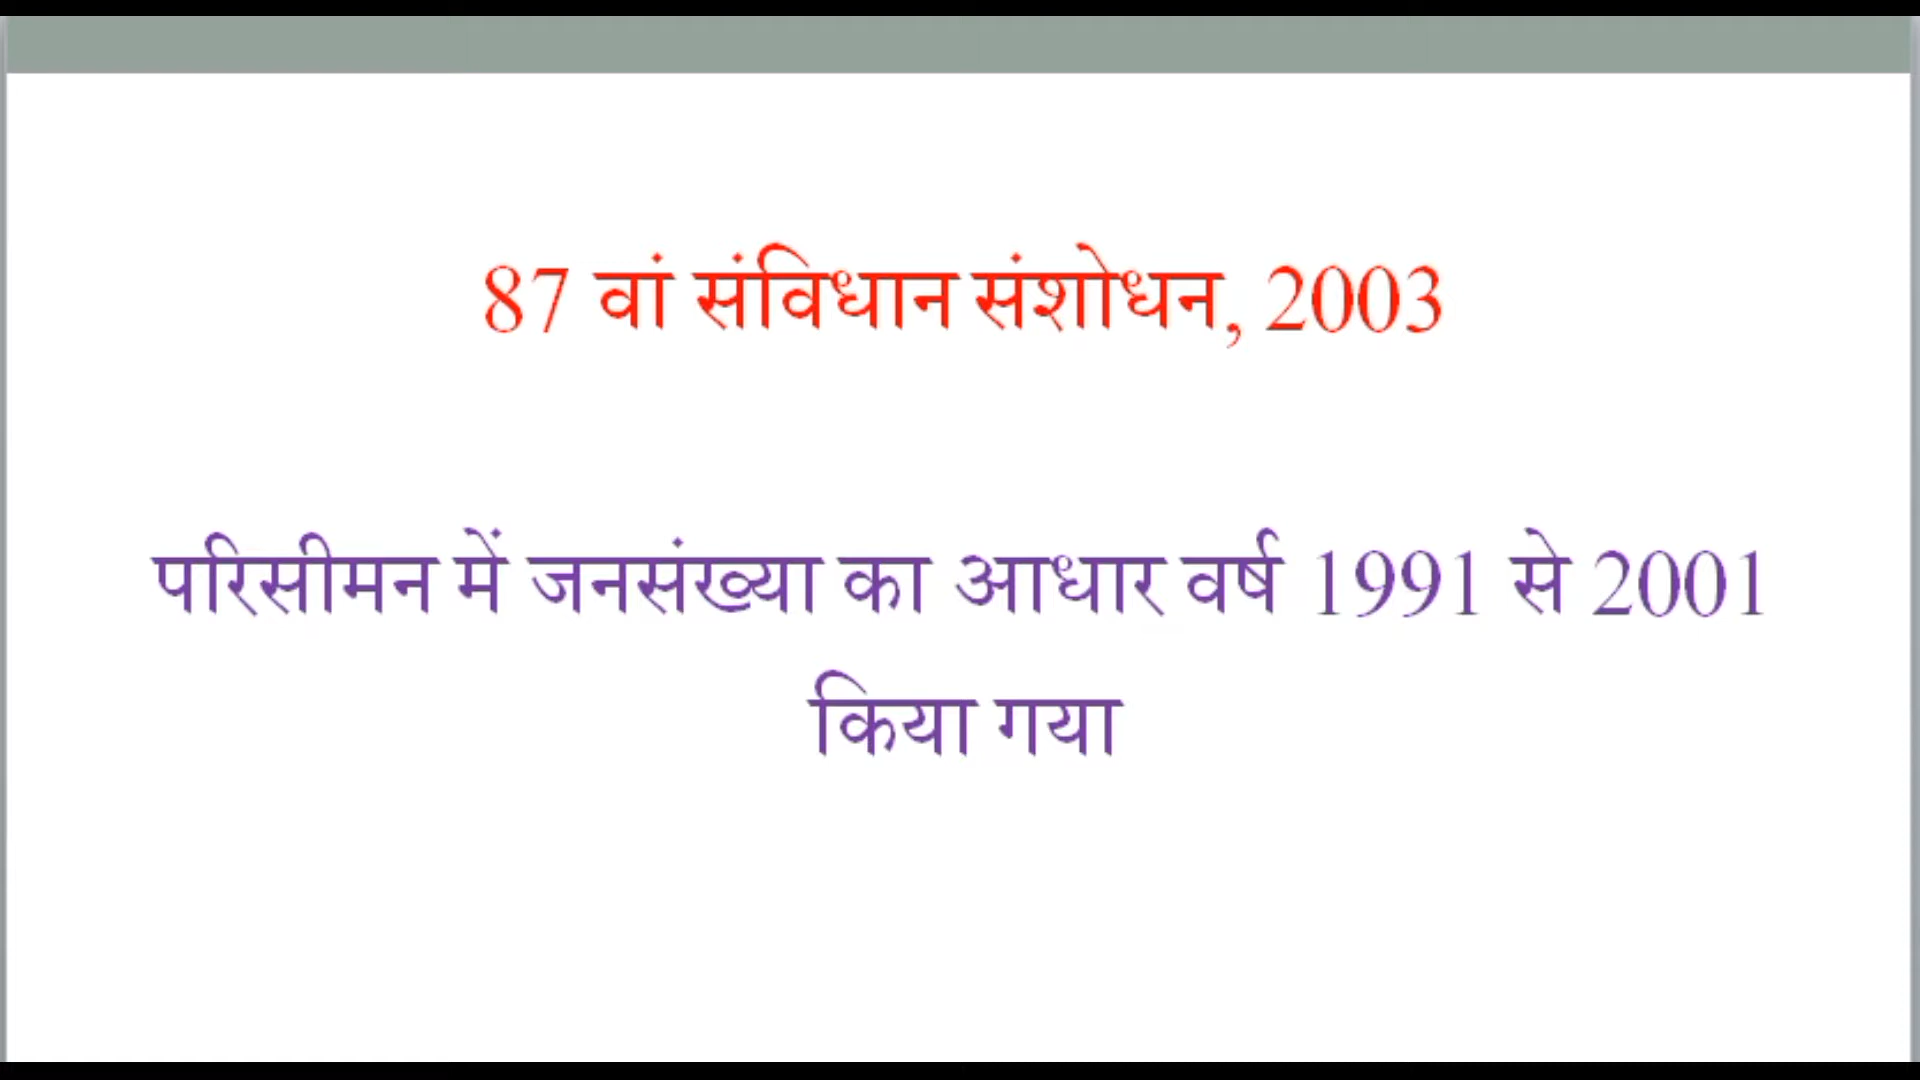 87 वां संविधान संशोधन, 2003
परिसीमन में जनसंख्या का आधार वर्ष 1991 से 2001
किया गया